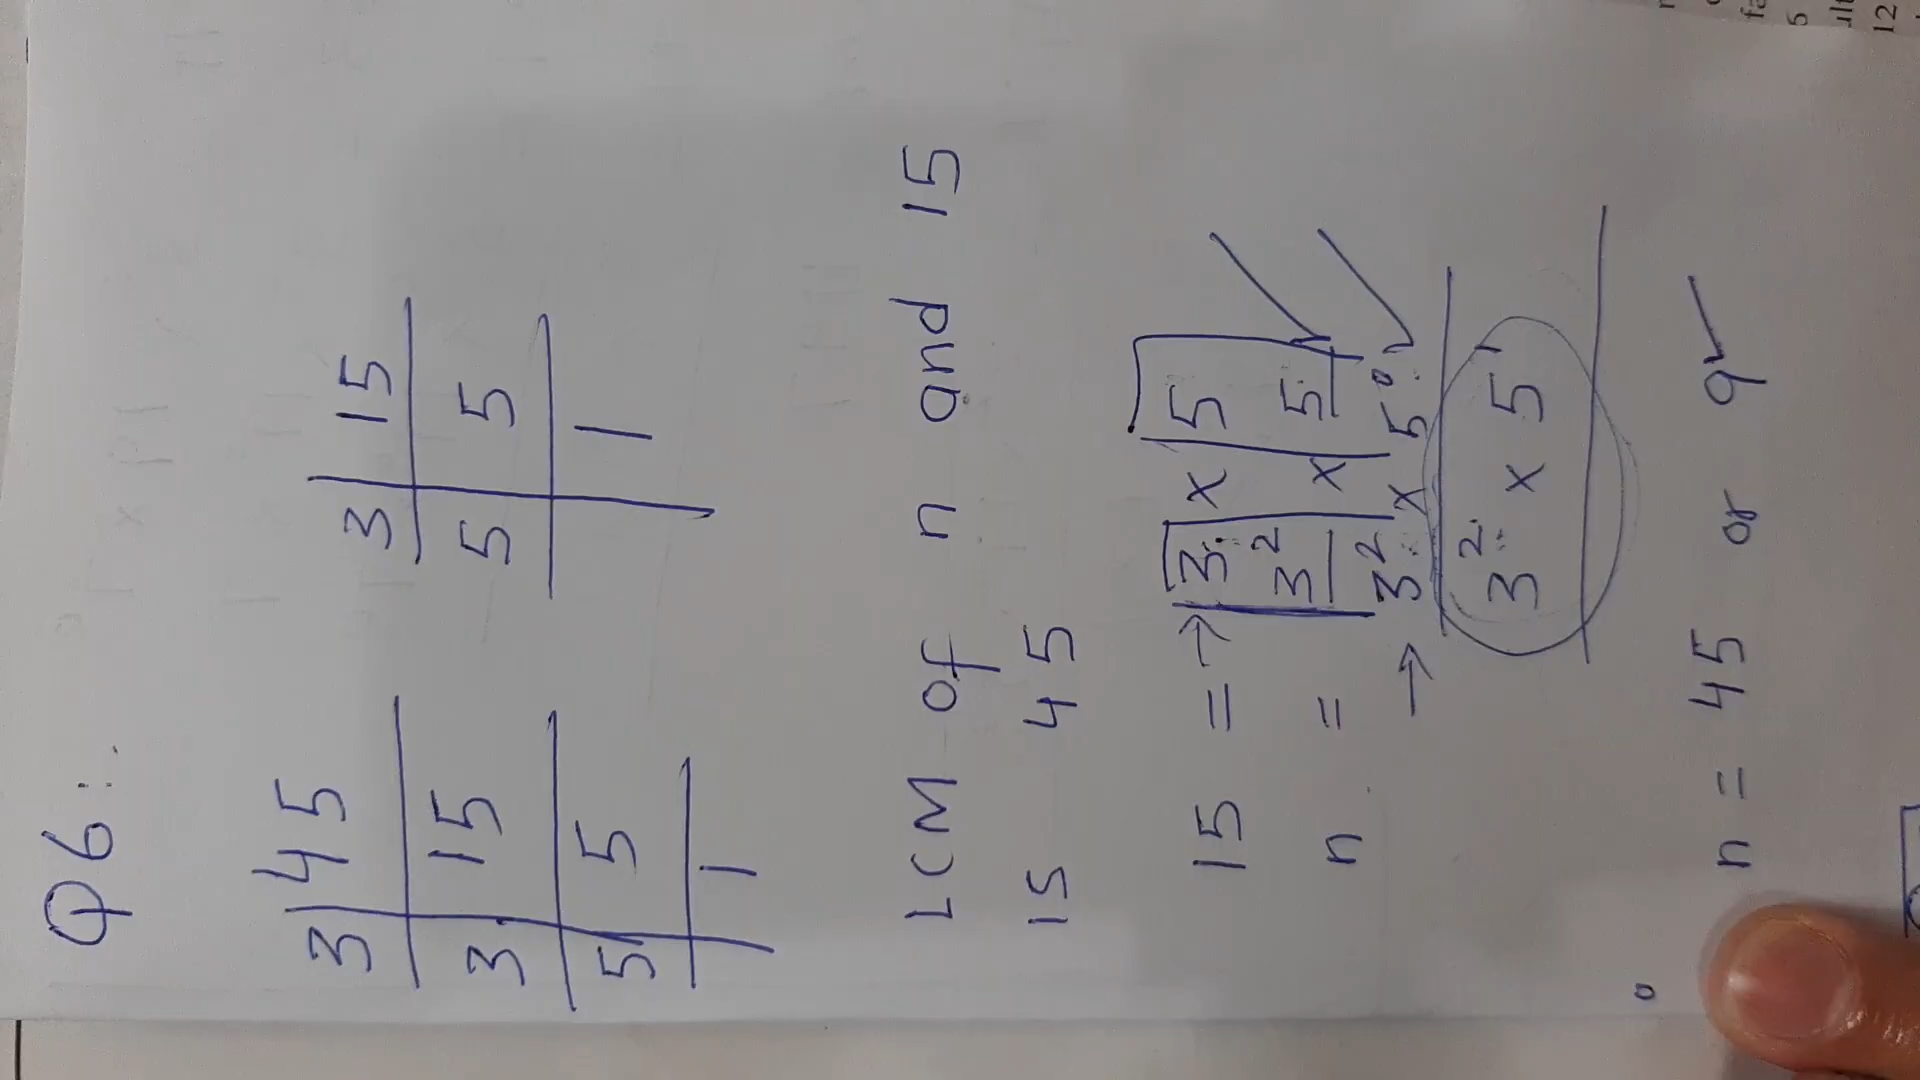 Q6:
3 45
3 15
5 5
1
3 15
5 5
1
LCM of n and 15
is 45
15 = → 3 × 5
n = 3² × 5
→ 3² × 5⁰
3² × 5¹
n = 45 or 9